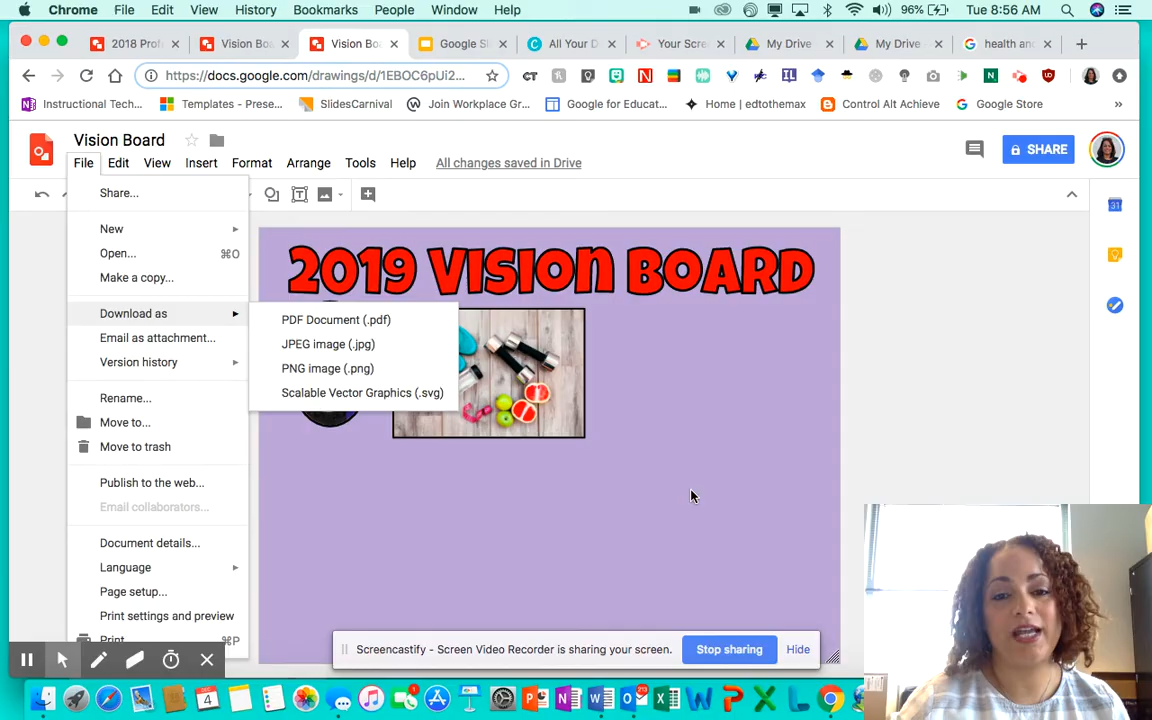 Chrome File Edit View History Bookmarks People Window Help 96% Tue 8:56 AM
2018 Prof Vision Boa Vision Boa Google Sl All Your D Your Scre My Drive My Drive health and
https://docs.google.com/drawings/d/1EBOC6pUi2...
Instructional Tech... Templates - Prese... SlidesCarnival Join Workplace Gr... Google for Educat... Home | edtothemax Control Alt Achieve Google Store »
Vision Board
File Edit View Insert Format Arrange Tools Help All changes saved in Drive SHARE
Share...
New
Open... ⌘O
Make a copy...
Download as
Email as attachment...
Version history
Rename...
Move to...
Move to trash
Publish to the web...
Email collaborators...
Document details...
Language
Page setup...
Print settings and preview
Print ⌘P
PDF Document (.pdf)
JPEG image (.jpg)
PNG image (.png)
Scalable Vector Graphics (.svg)
2019 Vision Board
Screencastify - Screen Video Recorder is sharing your screen. Stop sharing Hide